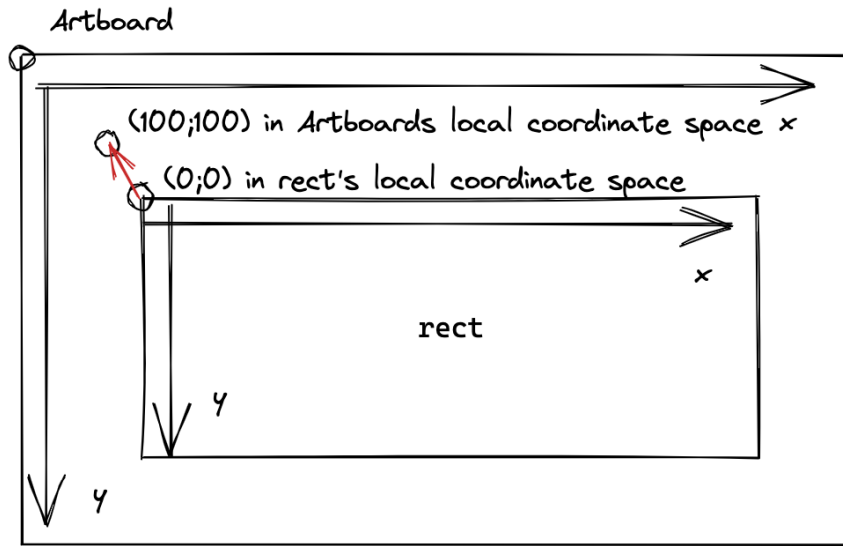 Artboard
(100;100) in Artboards local coordinate space x
(0;0) in rect's local coordinate space
x
rect
y
y